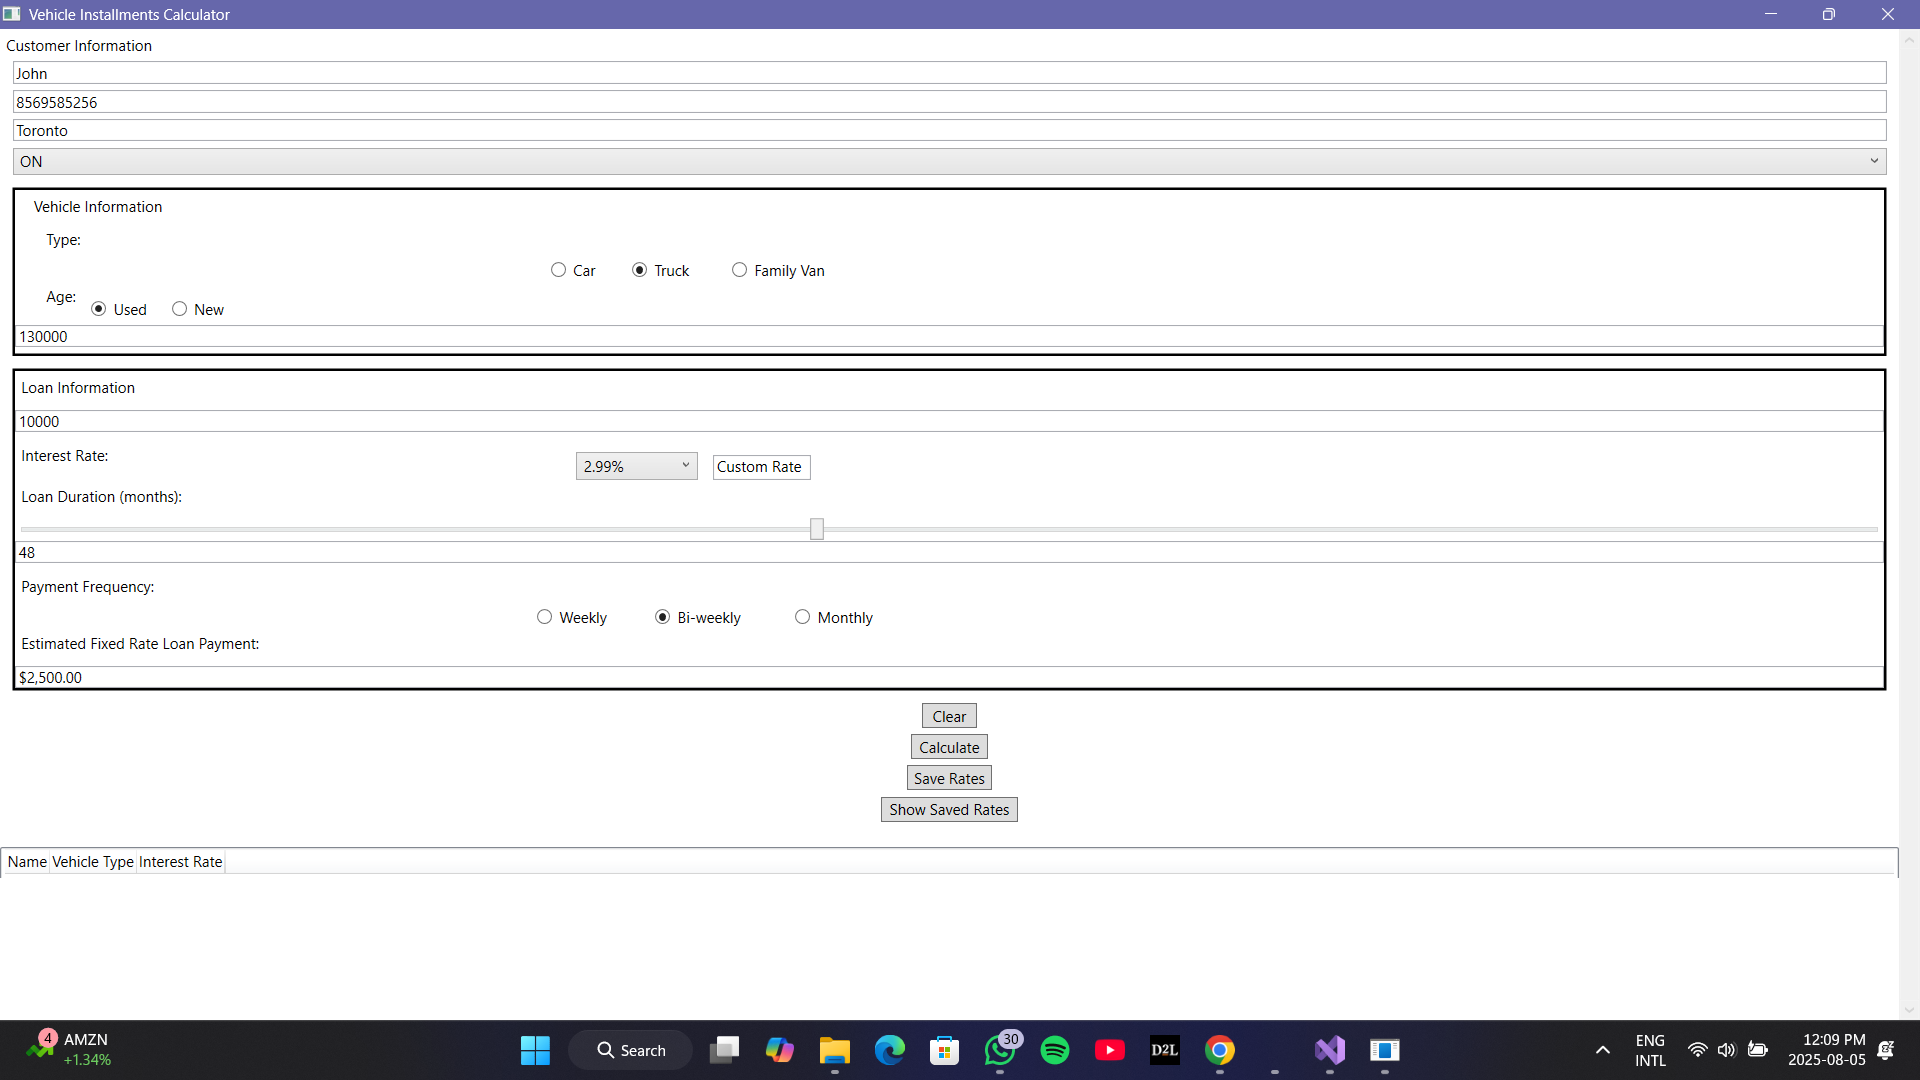 Vehicle Installments Calculator
Customer Information
John
8569585256
Toronto
ON
Vehicle Information
Type:
Car Truck Family Van
Age:
Used New
130000
Loan Information
10000
Interest Rate:
2.99% Custom Rate
Loan Duration (months):
48
Payment Frequency:
Weekly Bi-weekly Monthly
Estimated Fixed Rate Loan Payment:
$2,500.00
Clear
Calculate
Save Rates
Show Saved Rates
Name Vehicle Type Interest Rate
4 AMZN
+1.34%
Search
30
D2L
ENG
INTL
12:09 PM
2025-08-05